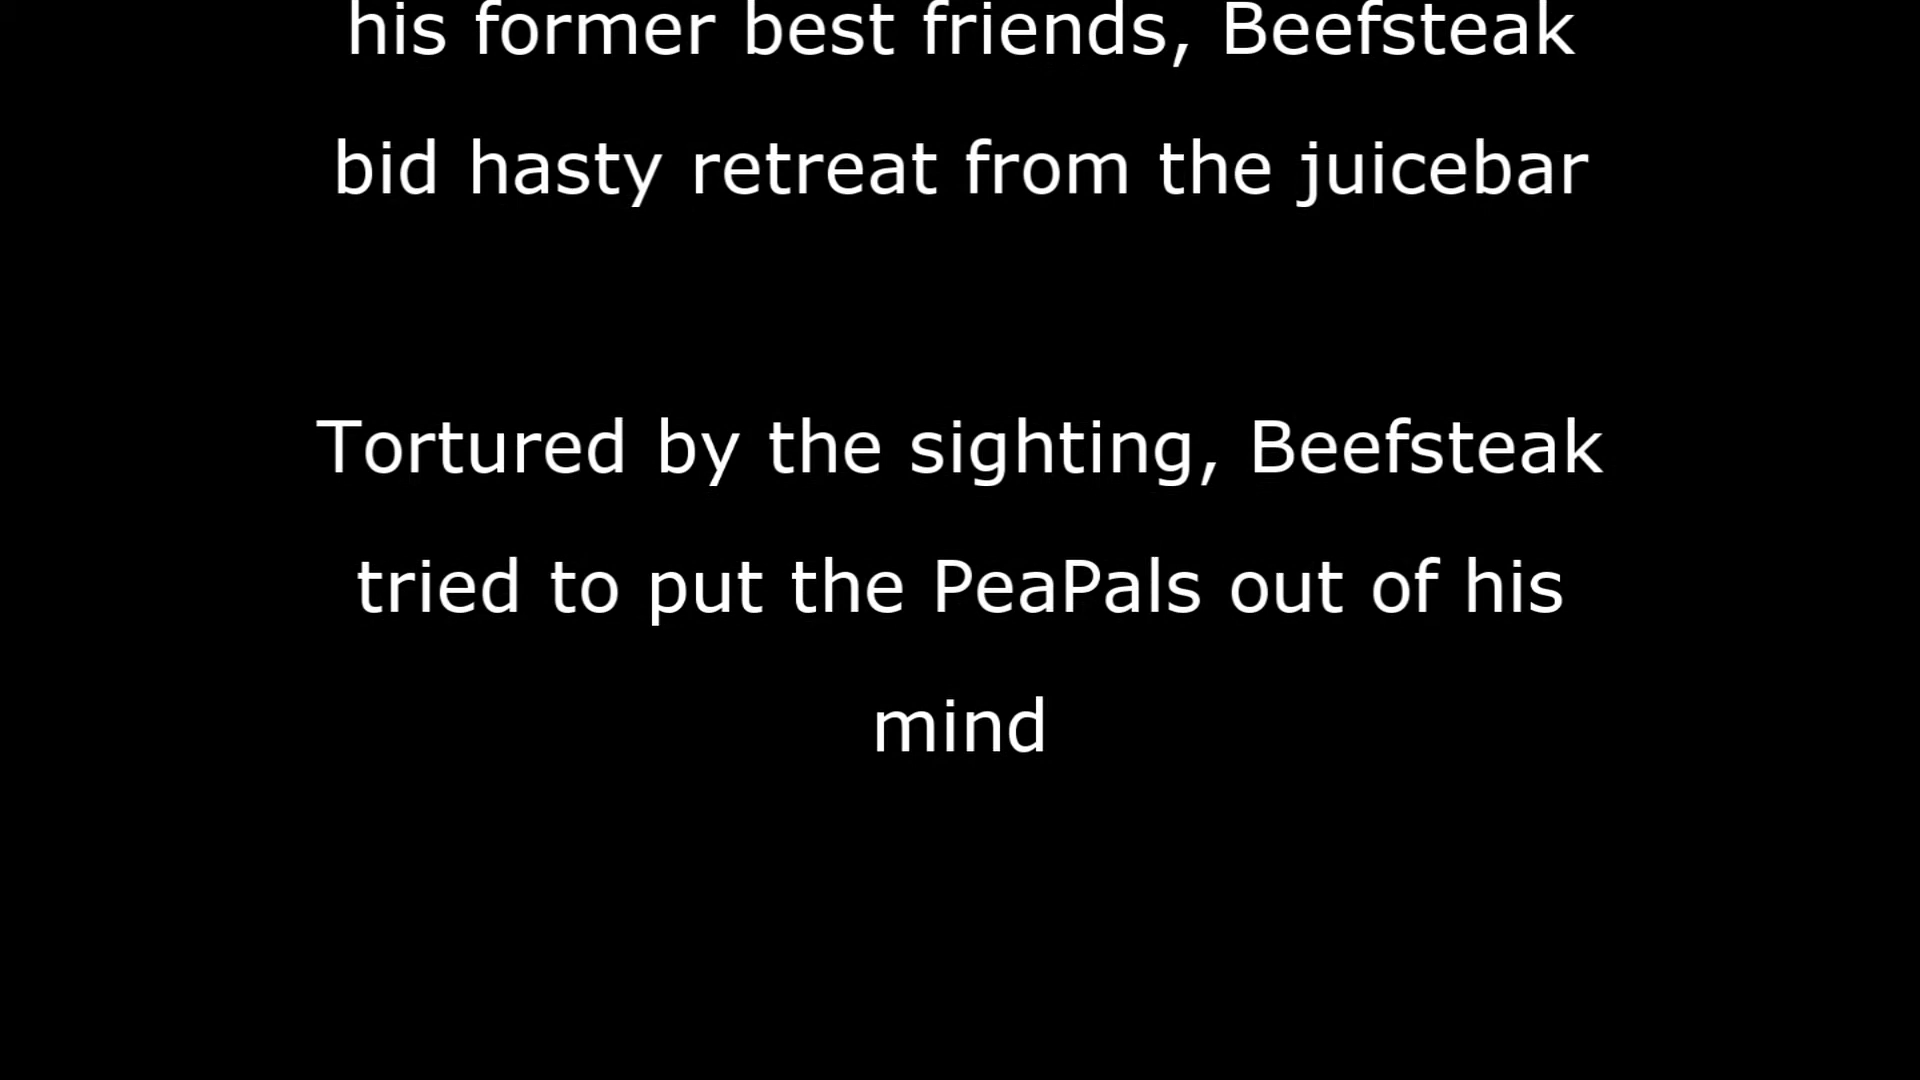 his former best friends, Beefsteak
bid hasty retreat from the juicebar
Tortured by the sighting, Beefsteak
tried to put the PeaPals out of his
mind